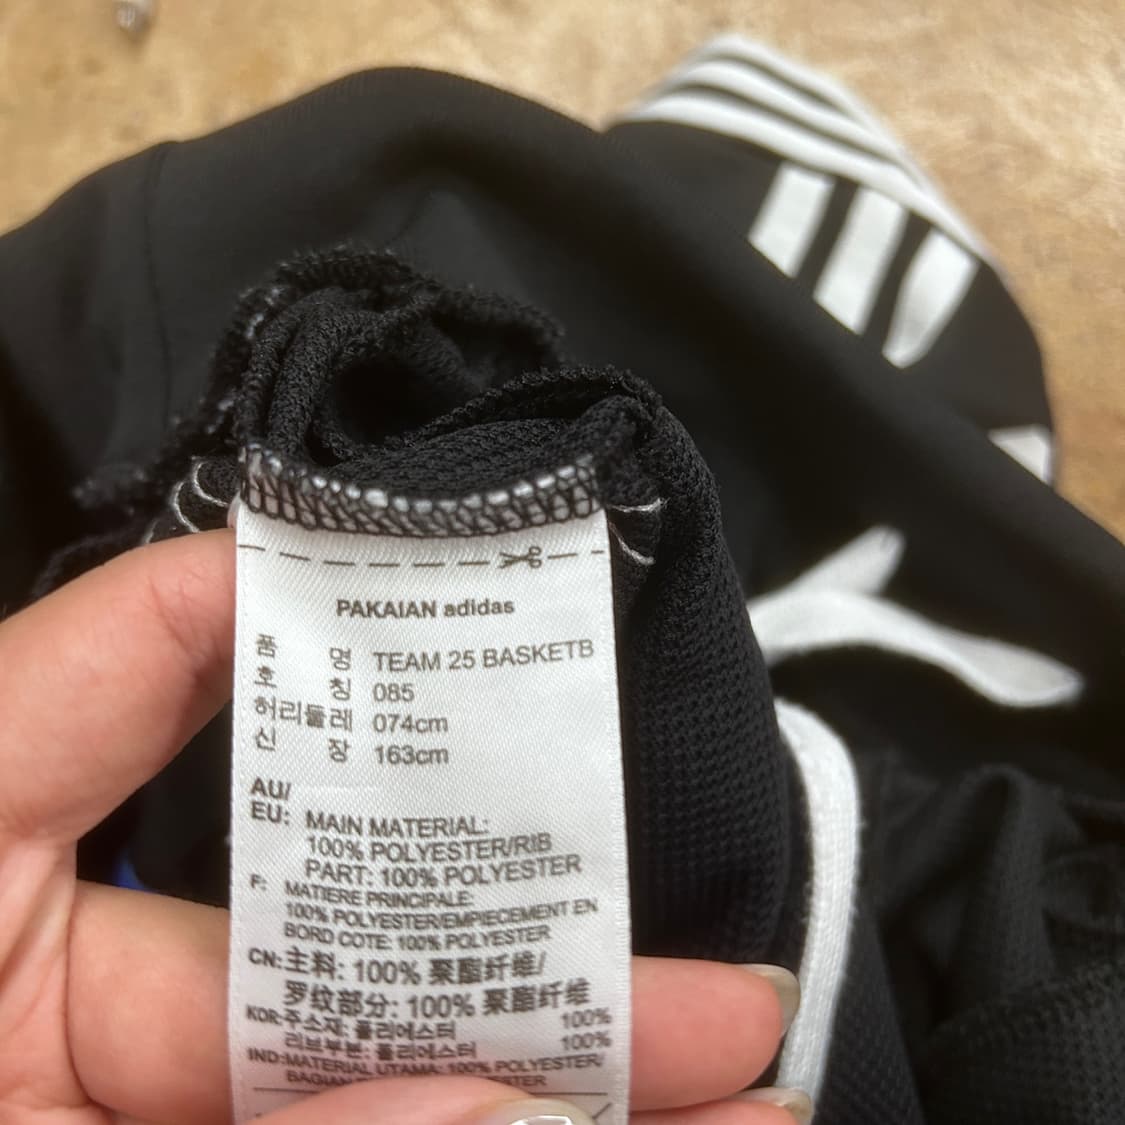 PAKAIAN adidas
품 명 TEAM 25 BASKETB
호 칭 085
허리둘레 074cm
신 장 163cm
AU/
EU: MAIN MATERIAL:
100% POLYESTER/RIB
PART: 100% POLYESTER
F: MATIERE PRINCIPALE:
100% POLYESTER/EMPIECEMENT EN
BORD COTE: 100% POLYESTER
CN:主料: 100% 聚酯纤维/
罗纹部分: 100% 聚酯纤维
KOR:주소재: 폴리에스터 100%
리브부분: 폴리에스터 100%
IND:MATERIAL UTAMA: 100% POLYESTER/